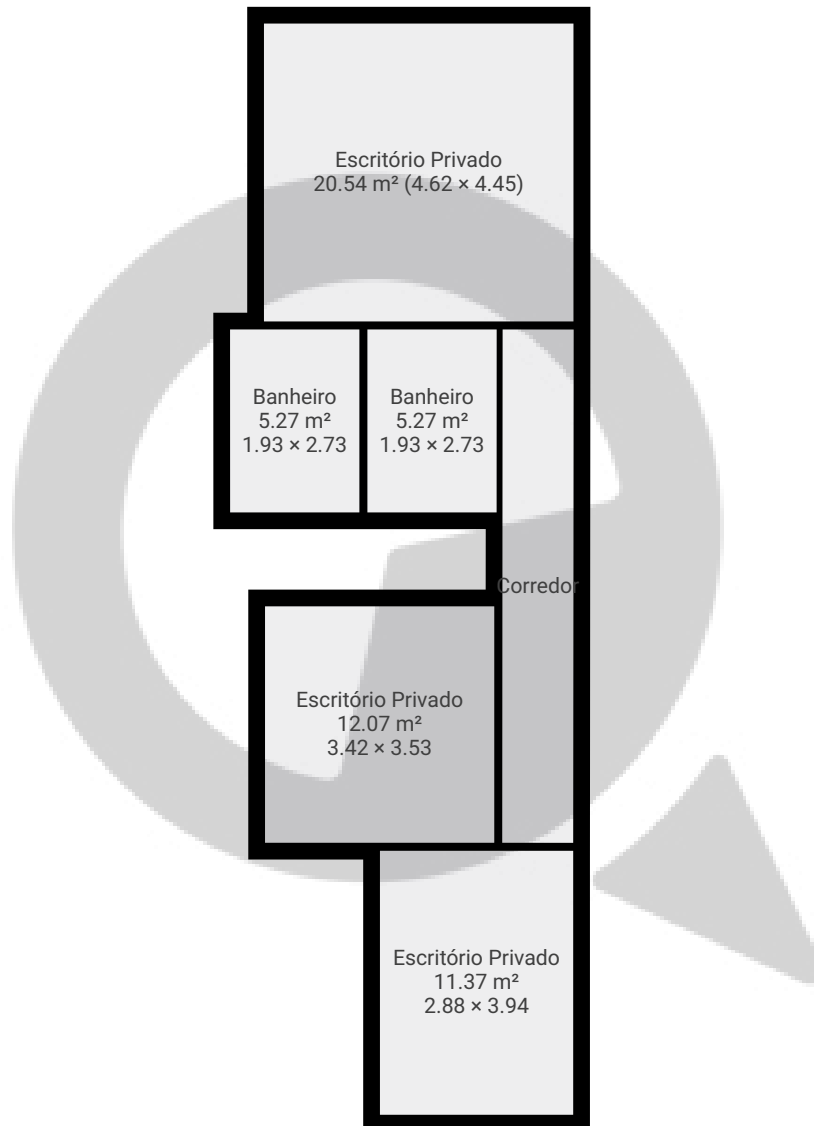 Escritório Privado
20.54 m² (4.62 × 4.45)
Banheiro
5.27 m²
1.93 × 2.73
Banheiro
5.27 m²
1.93 × 2.73
Corredor
Escritório Privado
12.07 m²
3.42 × 3.53
Escritório Privado
11.37 m²
2.88 × 3.94